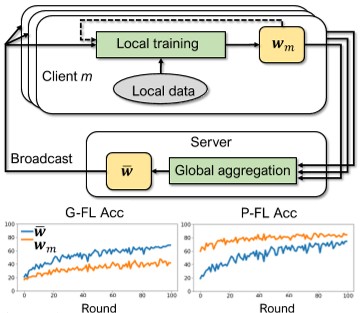 Local training
w_m
Client m
Local data
Server
Broadcast
w̄
Global aggregation
G-FL Acc
P-FL Acc
100
80
60
40
20
0
w̄
w_m
0 20 40 60 80 100
Round
100
80
60
40
20
0
0 20 40 60 80 100
Round